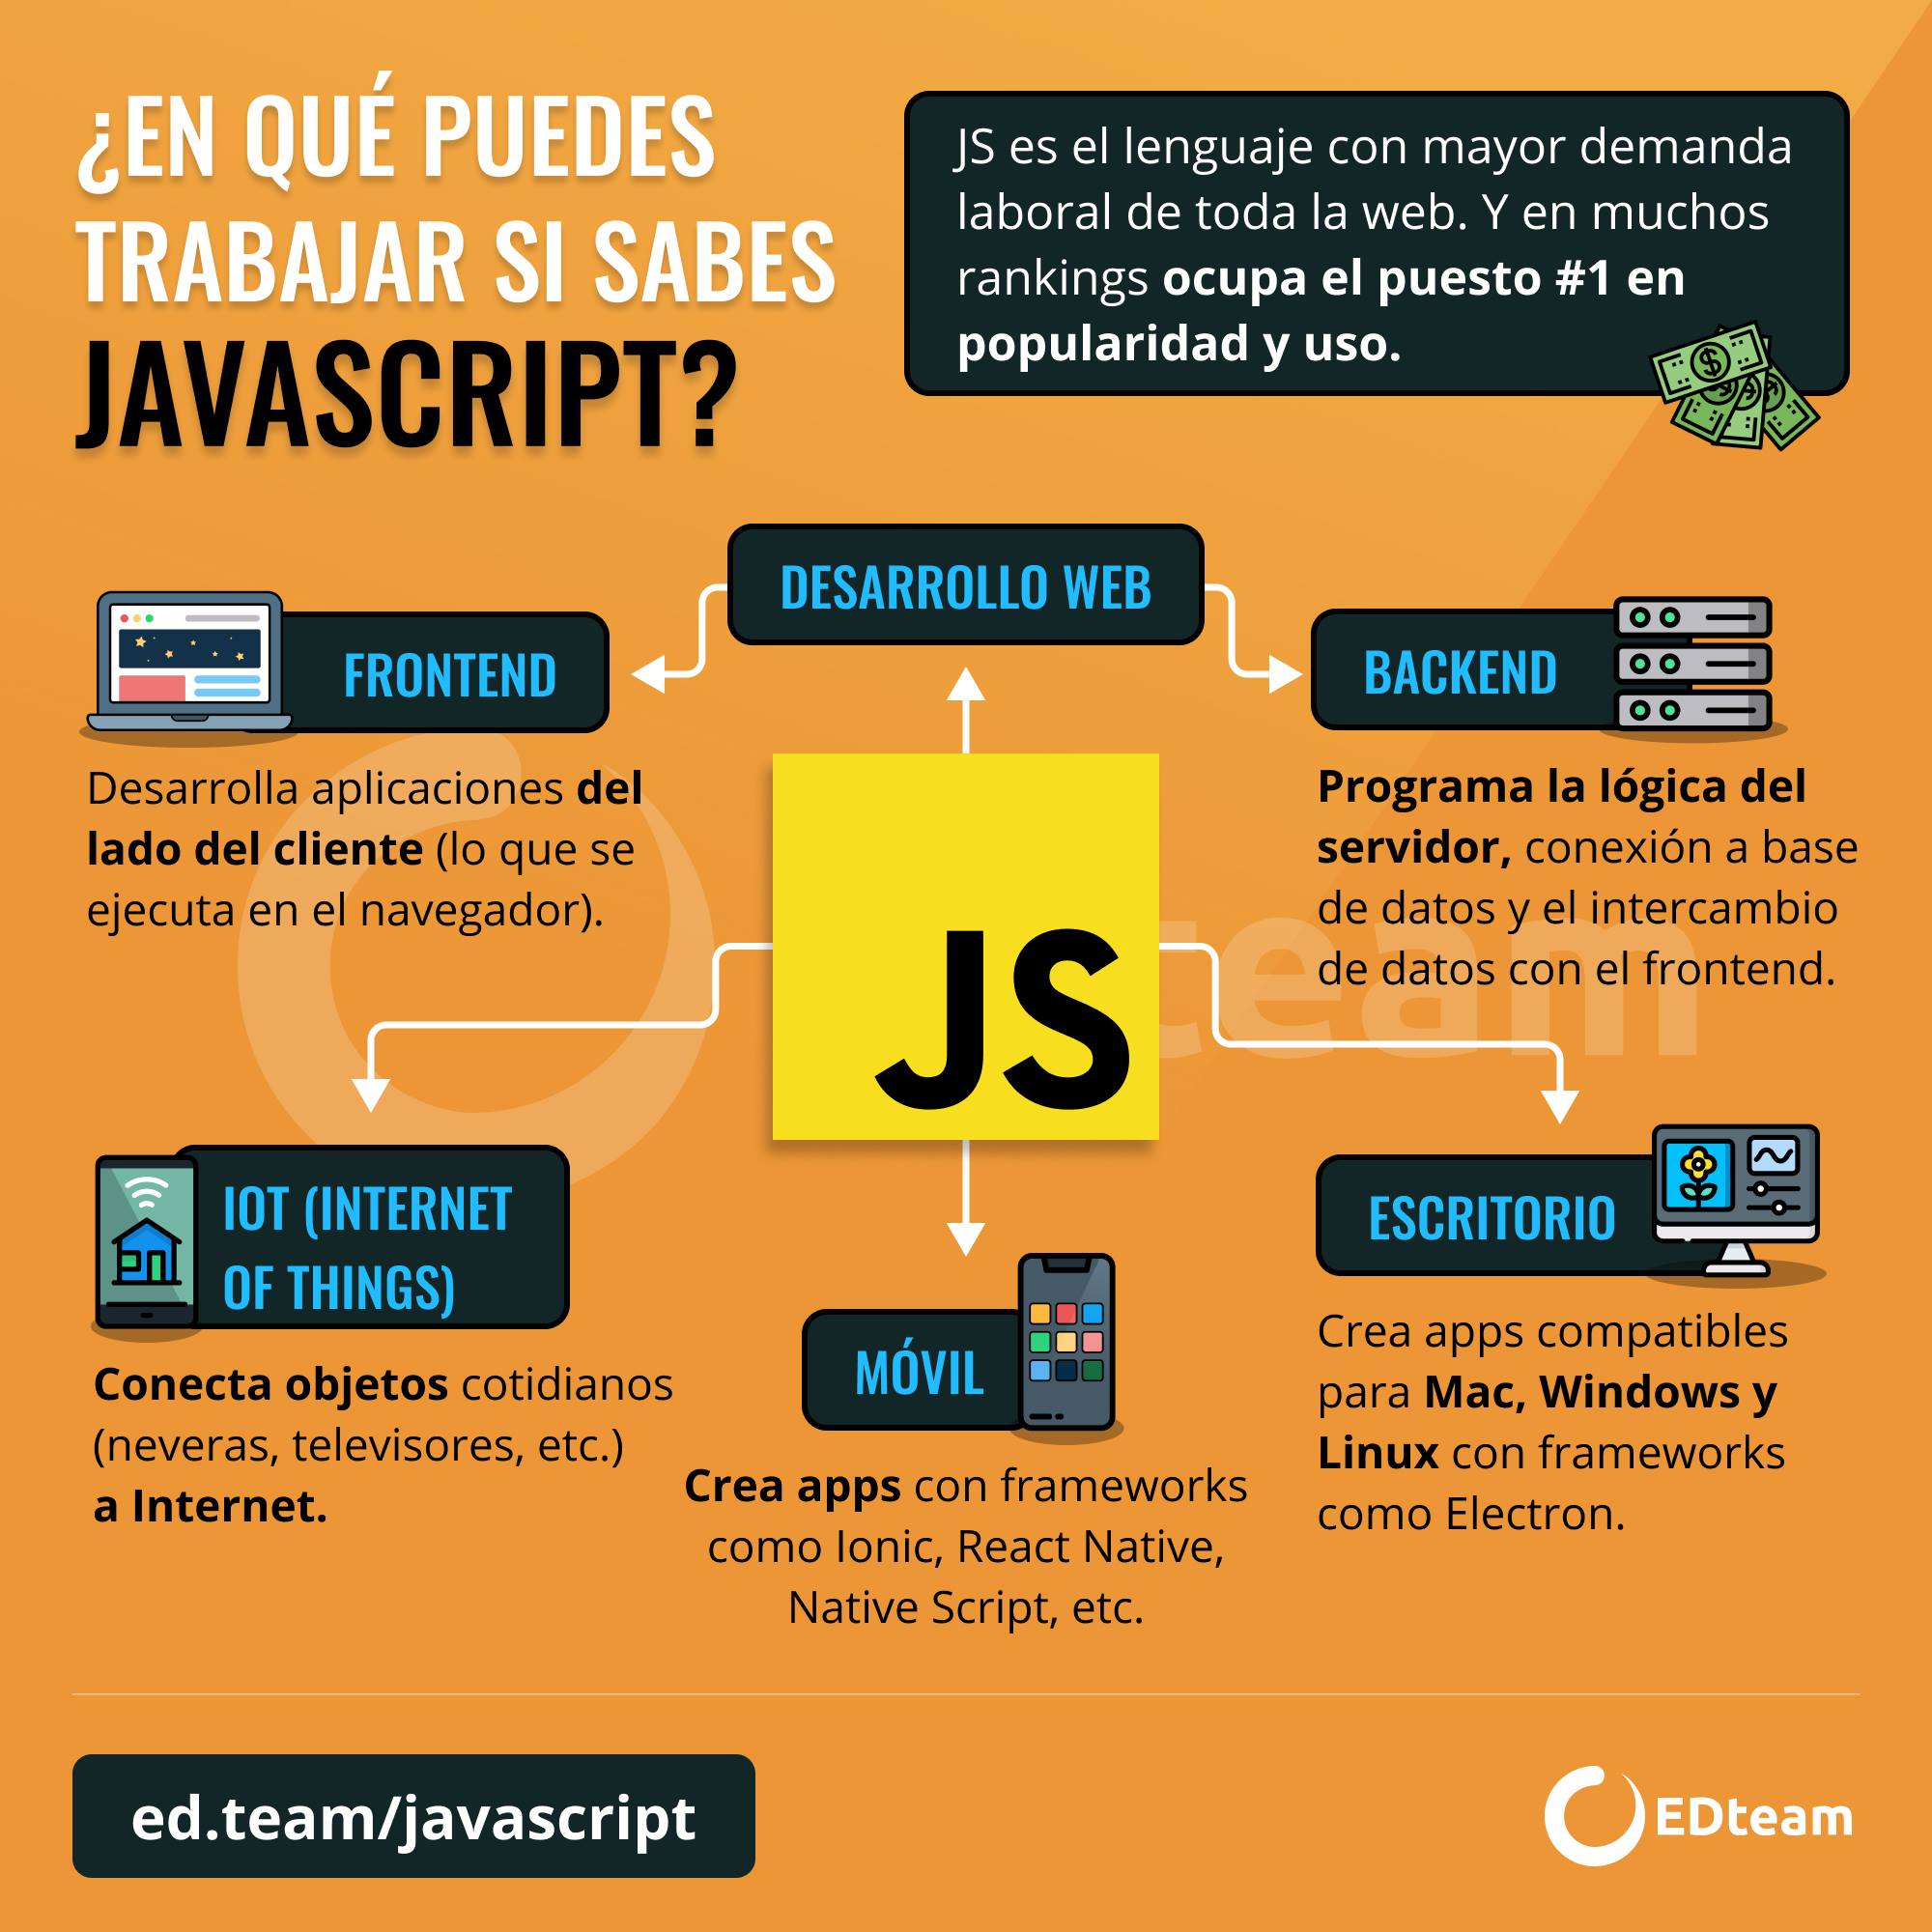 ¿EN QUÉ PUEDES
TRABAJAR SI SABES
JAVASCRIPT?
JS es el lenguaje con mayor demanda
laboral de toda la web. Y en muchos
rankings ocupa el puesto #1 en
popularidad y uso.
DESARROLLO WEB
FRONTEND
Desarrolla aplicaciones del
lado del cliente (lo que se
ejecuta en el navegador).
BACKEND
Programa la lógica del
servidor, conexión a base
de datos y el intercambio
de datos con el frontend.
JS
team
IOT (INTERNET
OF THINGS)
Conecta objetos cotidianos
(neveras, televisores, etc.)
a Internet.
MÓVIL
Crea apps con frameworks
como Ionic, React Native,
Native Script, etc.
ESCRITORIO
Crea apps compatibles
para Mac, Windows y
Linux con frameworks
como Electron.
ed.team/javascript
EDteam